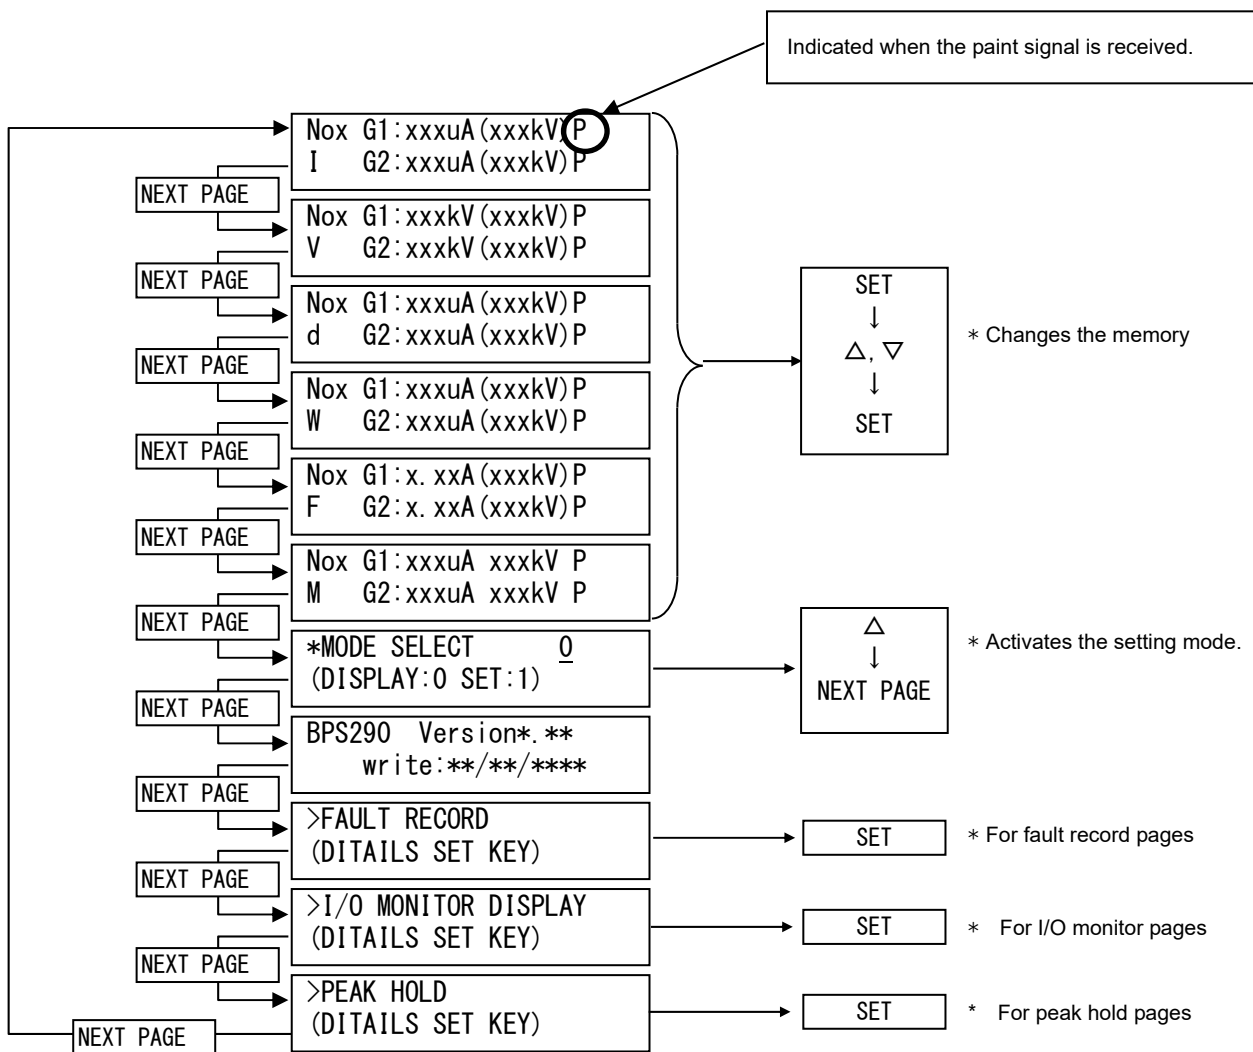 Indicated when the paint signal is received.
Nox G1:xxxuA(xxxkV)P
I G2:xxxuA(xxxkV)P
NEXT PAGE
Nox G1:xxxkV(xxxkV)P
V G2:xxxkV(xxxkV)P
NEXT PAGE
Nox G1:xxxuA(xxxkV)P
d G2:xxxuA(xxxkV)P
NEXT PAGE
Nox G1:xxxuA(xxxkV)P
W G2:xxxuA(xxxkV)P
NEXT PAGE
Nox G1:x.xxA(xxxkV)P
F G2:x.xxA(xxxkV)P
NEXT PAGE
Nox G1:xxxuA xxxkV P
M G2:xxxuA xxxkV P
SET
↓
△, ▽
↓
SET
* Changes the memory
NEXT PAGE
*MODE SELECT 0
(DISPLAY:0 SET:1)
△
↓
NEXT PAGE
* Activates the setting mode.
NEXT PAGE
BPS290 Version*.**
write:**/**/****
NEXT PAGE
>FAULT RECORD
(DITAILS SET KEY)
SET
* For fault record pages
NEXT PAGE
>I/O MONITOR DISPLAY
(DITAILS SET KEY)
SET
* For I/O monitor pages
NEXT PAGE
>PEAK HOLD
(DITAILS SET KEY)
SET
* For peak hold pages
NEXT PAGE